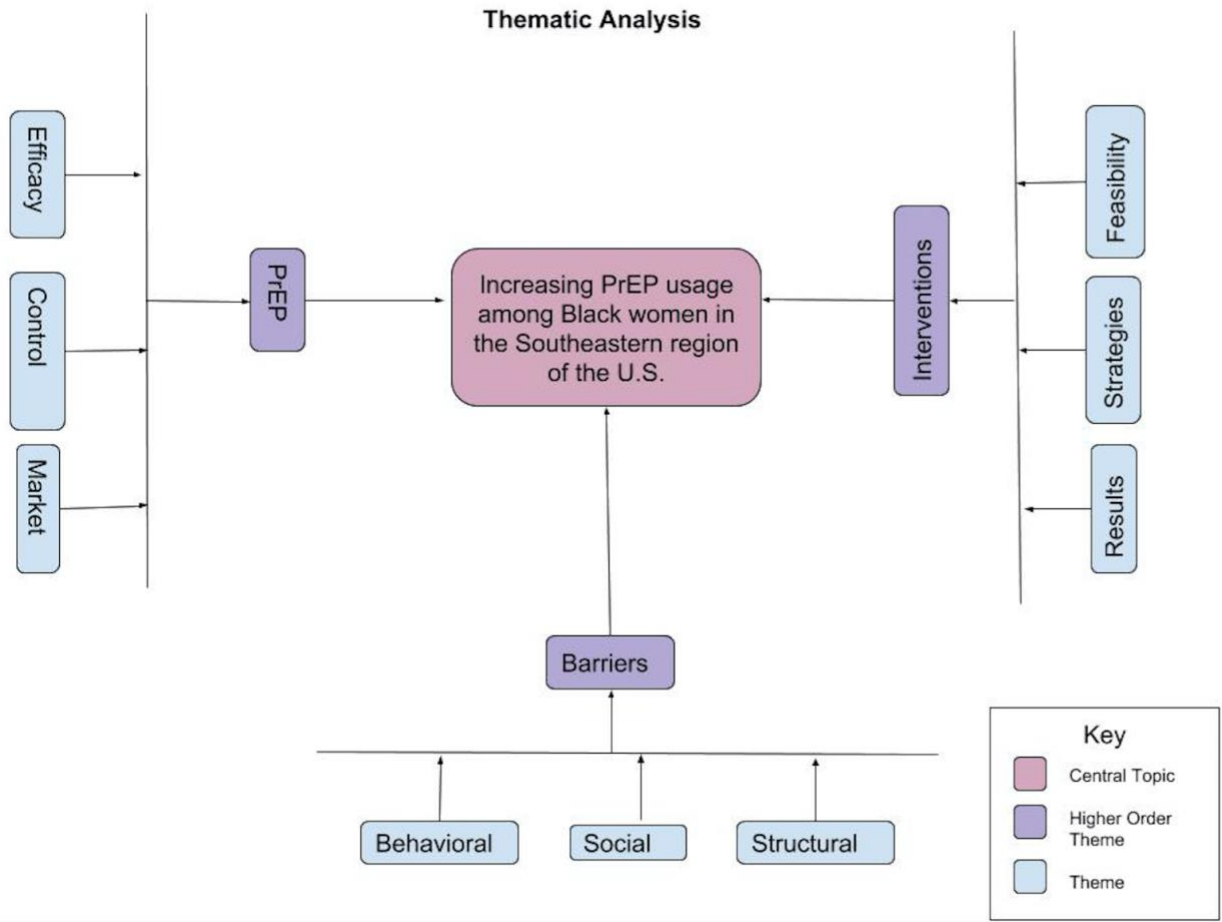 Thematic Analysis
Efficacy
Control
Market
PrEP
Increasing PrEP usage
among Black women in
the Southeastern region
of the U.S.
Interventions
Feasibility
Strategies
Results
Barriers
Behavioral
Social
Structural
Key
Central Topic
Higher Order
Theme
Theme